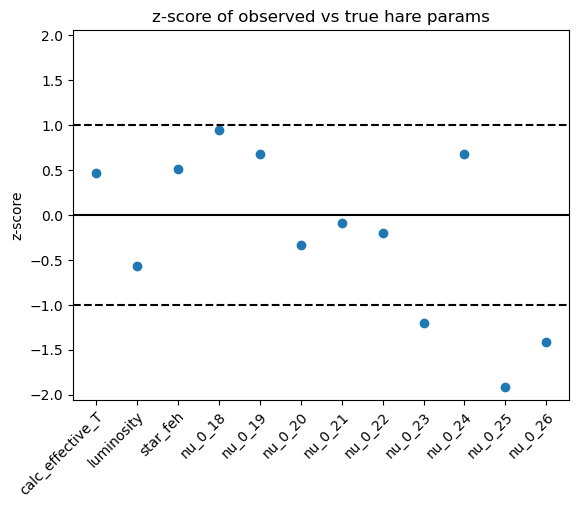 z-score of observed vs true hare params
z-score
2.0
1.5
1.0
0.5
0.0
−0.5
−1.0
−1.5
−2.0
calc_effective_T
luminosity
star_feh
nu_0_18
nu_0_19
nu_0_20
nu_0_21
nu_0_22
nu_0_23
nu_0_24
nu_0_25
nu_0_26